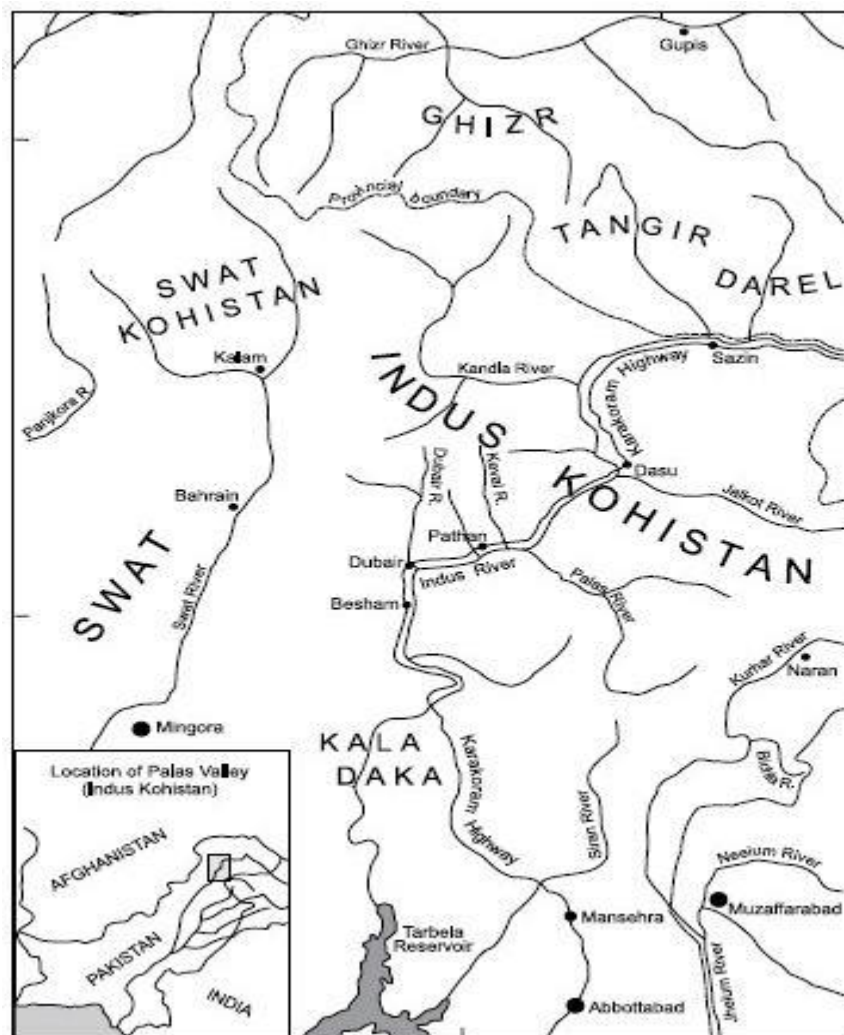 Ghizr River
Gupis
GHIZR
Provincial boundary
TANGIR
DAREL
SWAT
KOHISTAN
Kalam
Panjkora R.
INDUS
KOHISTAN
Kandla River
Karakoram Highway
Sazin
Dasu
Jalkot River
Dubair R.
Keyal R.
Bahrain
Pathan
Dubair
Indus River
Palas River
Besham
SWAT
Swat River
Kunhar River
Naran
Mingora
KALA
DAKA
Karakoram Highway
Siran River
Neelum River
Muzaffarabad
Mansehra
Tarbela
Reservoir
Jhelum River
Abbottabad
Location of Palas Valley
(Indus Kohistan)
AFGHANISTAN
PAKISTAN
INDIA